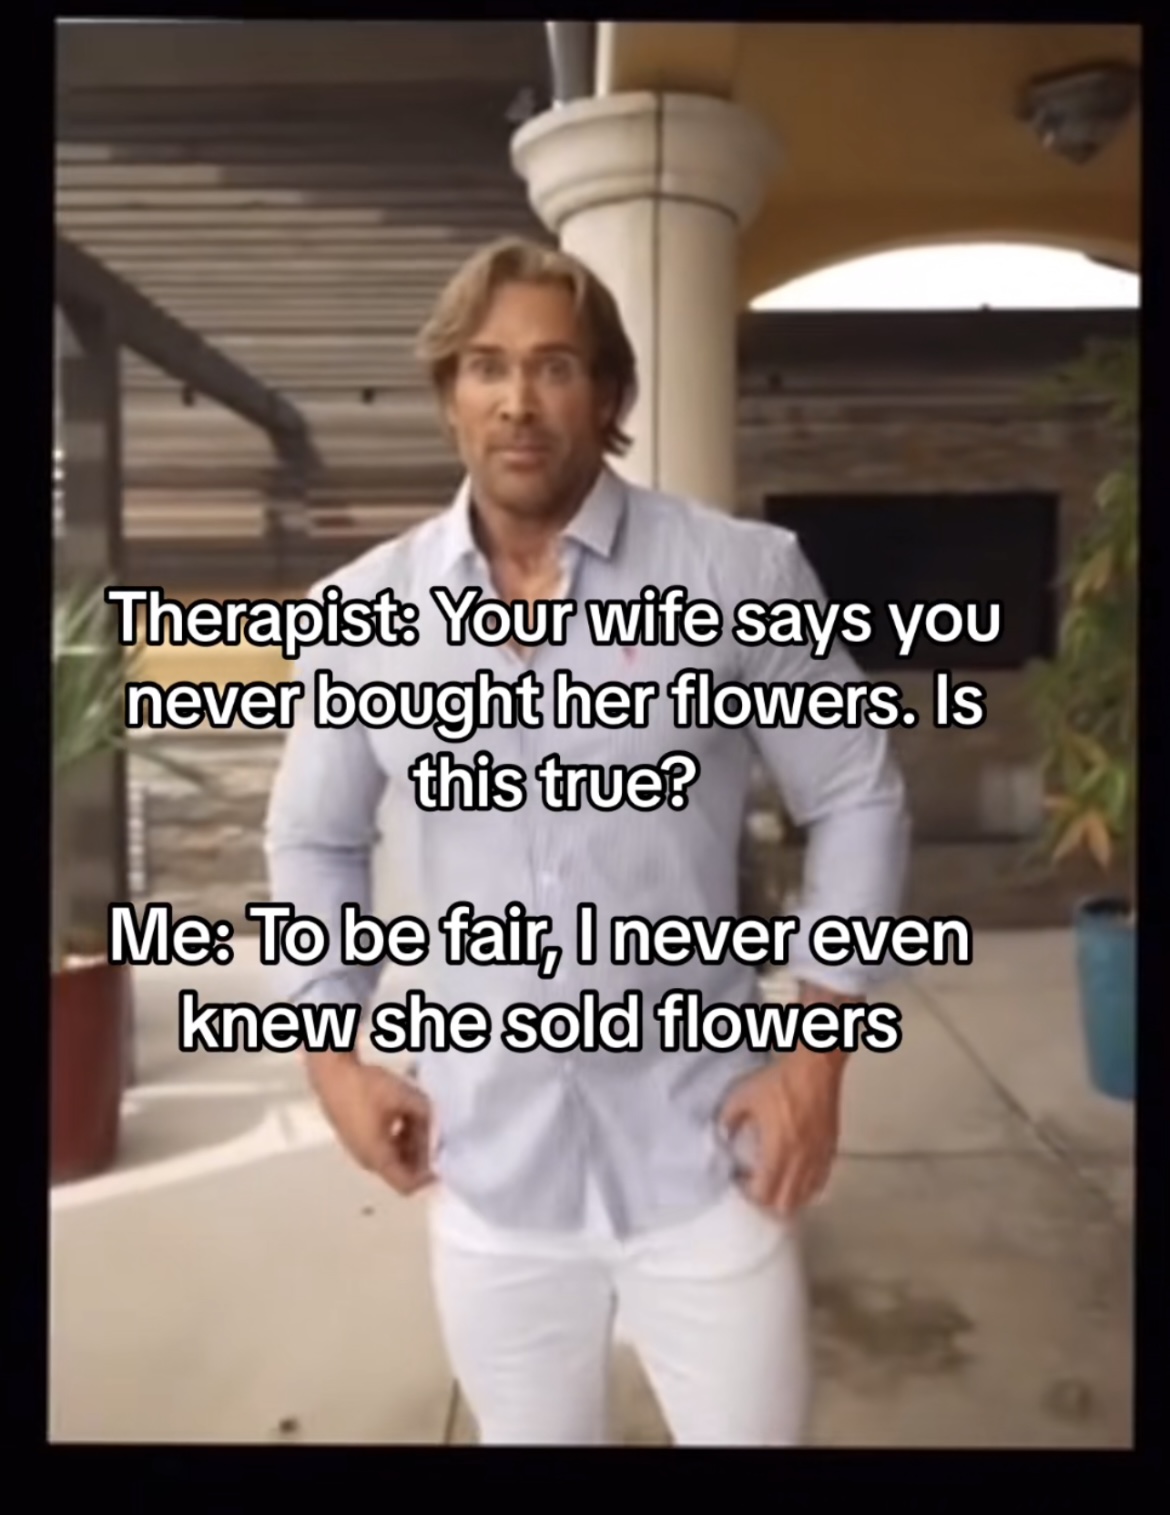 Therapist: Your wife says you
never bought her flowers. Is
this true?
Me: To be fair, I never even
knew she sold flowers